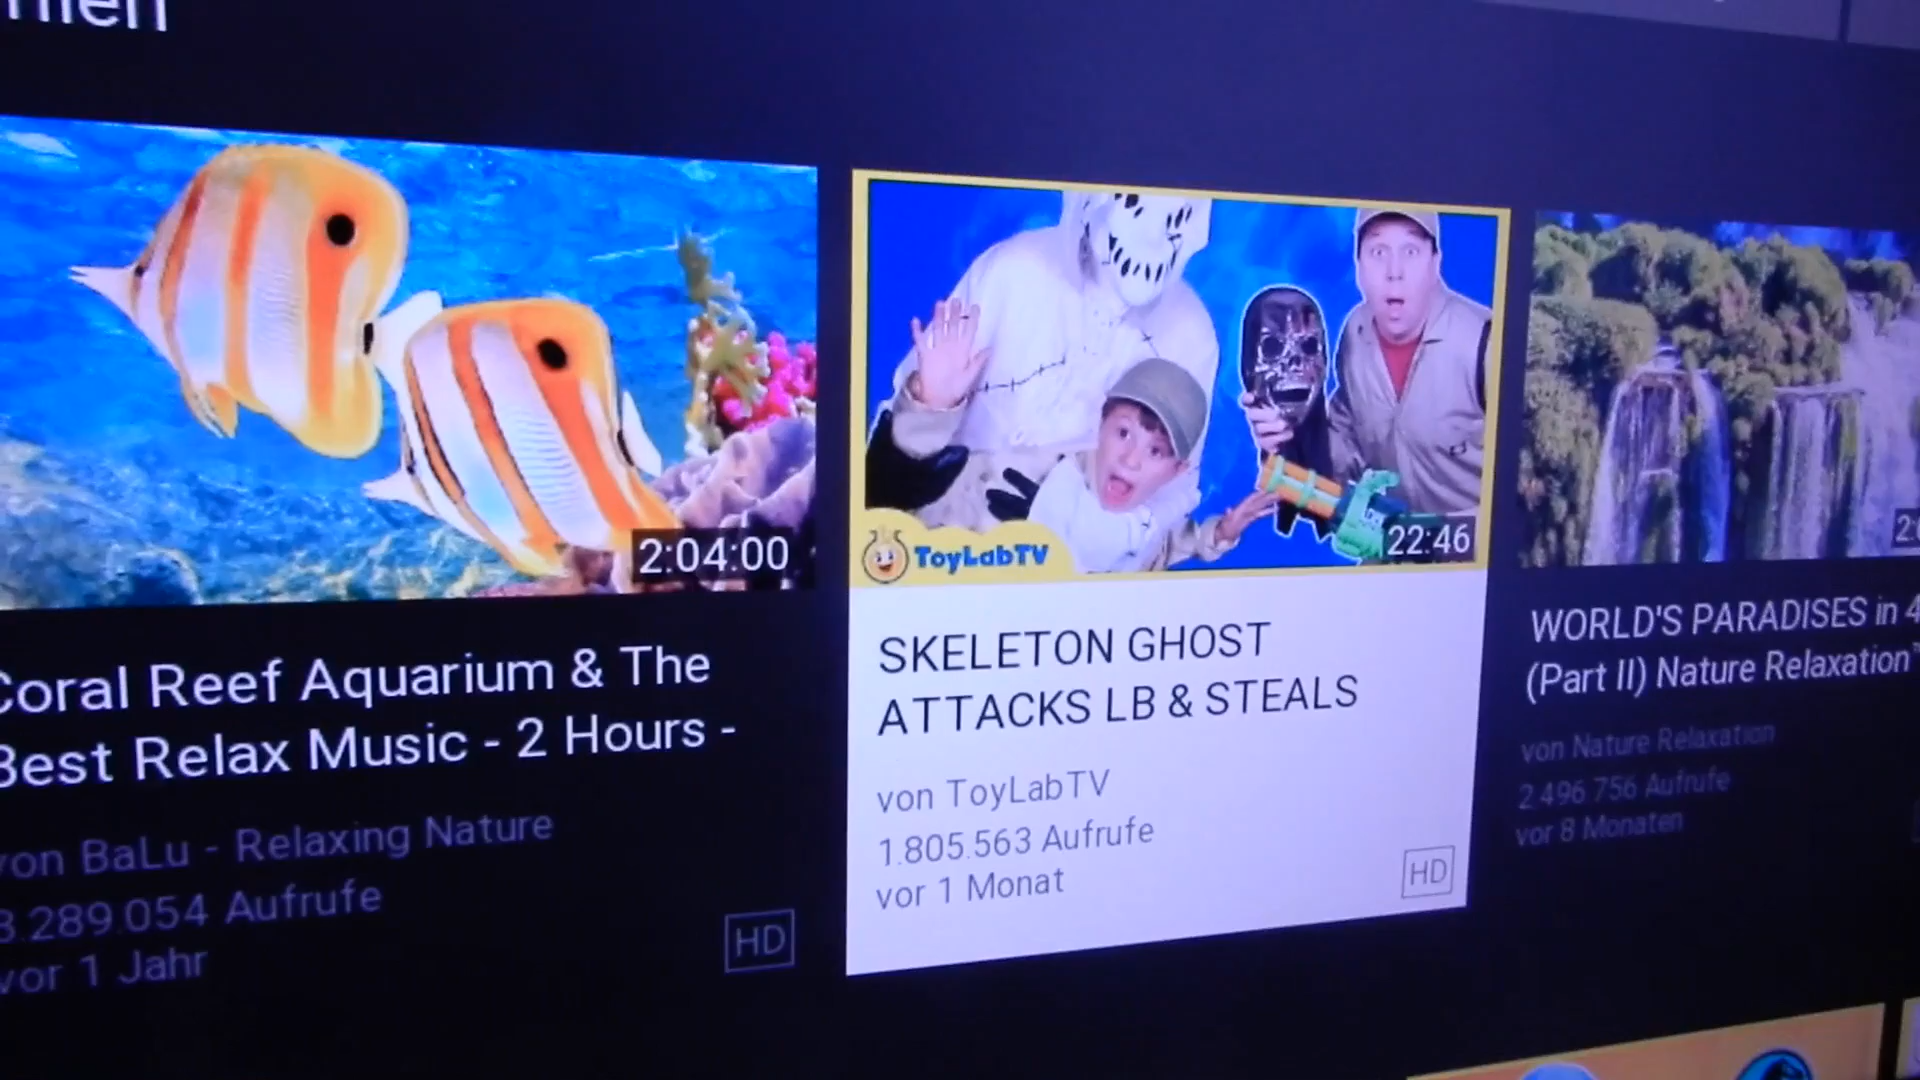 2:04:00
Coral Reef Aquarium & The
Best Relax Music - 2 Hours -
von BaLu - Relaxing Nature
3.289.054 Aufrufe
vor 1 Jahr
HD
ToyLabTV
22:46
SKELETON GHOST
ATTACKS LB & STEALS
von ToyLabTV
1.805.563 Aufrufe
vor 1 Monat
HD
WORLD'S PARADISES in
(Part II) Nature Relaxation™
von Nature Relaxation
2.496.756 Aufrufe
vor 8 Monaten